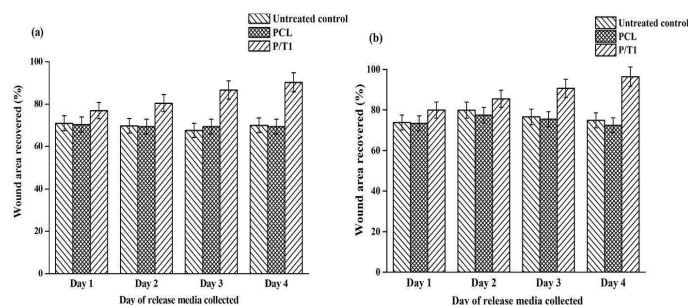 (a)
Untreated control
PCL
P/T1
Wound area recovered (%)
100
80
60
40
20
0
Day 1 Day 2 Day 3 Day 4
Day of release media collected
(b)
Untreated control
PCL
P/T1
Wound area recovered (%)
100
80
60
40
20
0
Day 1 Day 2 Day 3 Day 4
Day of release media collected